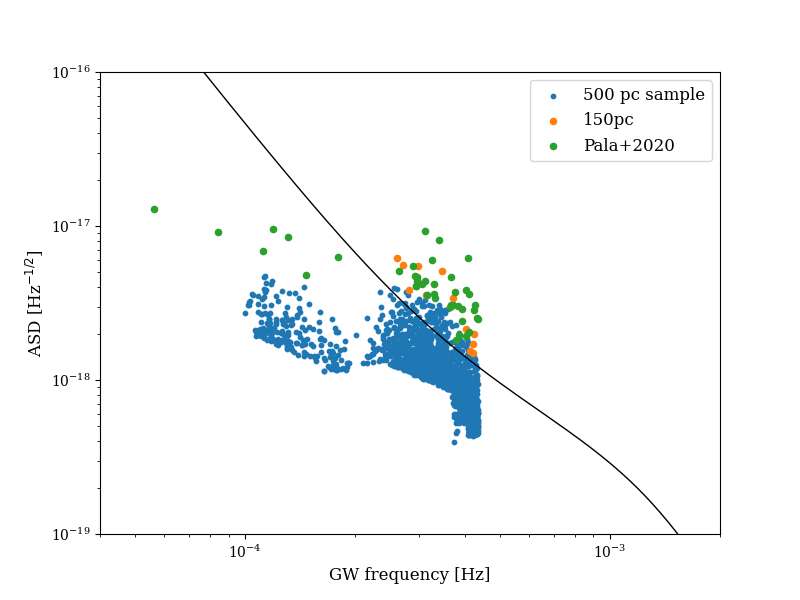 10⁻¹⁶
10⁻¹⁷
10⁻¹⁸
10⁻¹⁹
ASD [Hz⁻¹/²]
500 pc sample
150pc
Pala+2020
10⁻⁴
10⁻³
GW frequency [Hz]